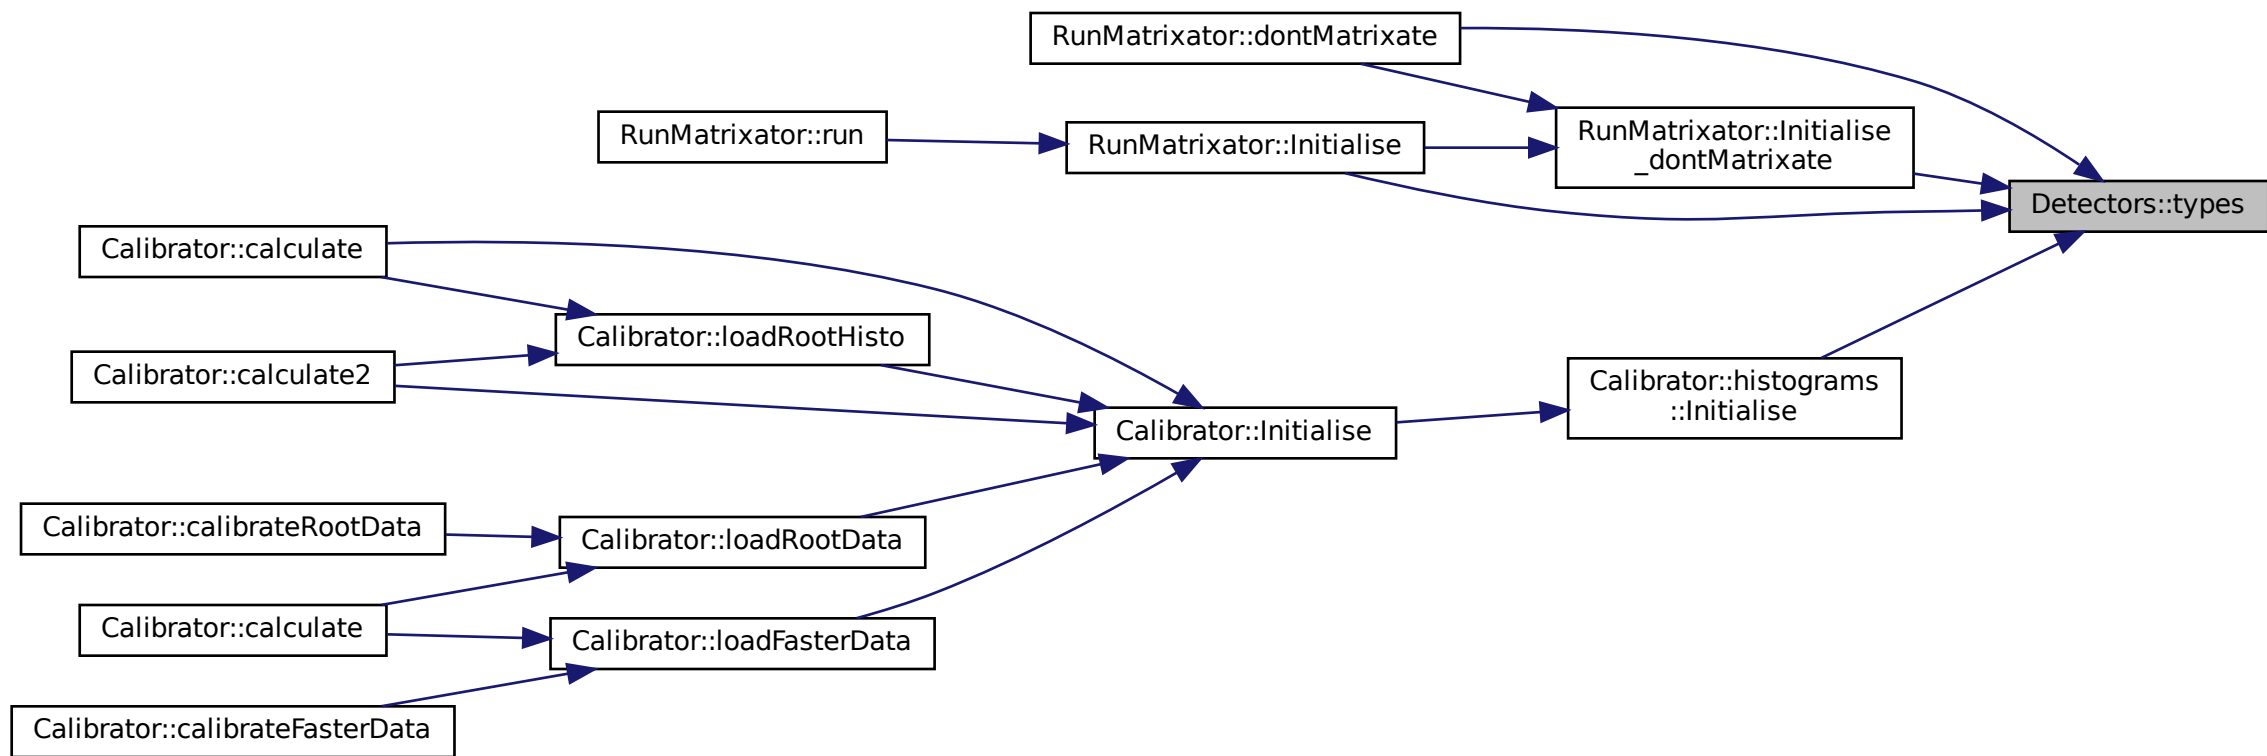 RunMatrixator::dontMatrixate
RunMatrixator::run
RunMatrixator::Initialise
RunMatrixator::Initialise
_dontMatrixate
Detectors::types
Calibrator::calculate
Calibrator::loadRootHisto
Calibrator::calculate2
Calibrator::histograms
::Initialise
Calibrator::Initialise
Calibrator::calibrateRootData
Calibrator::loadRootData
Calibrator::calculate
Calibrator::loadFasterData
Calibrator::calibrateFasterData